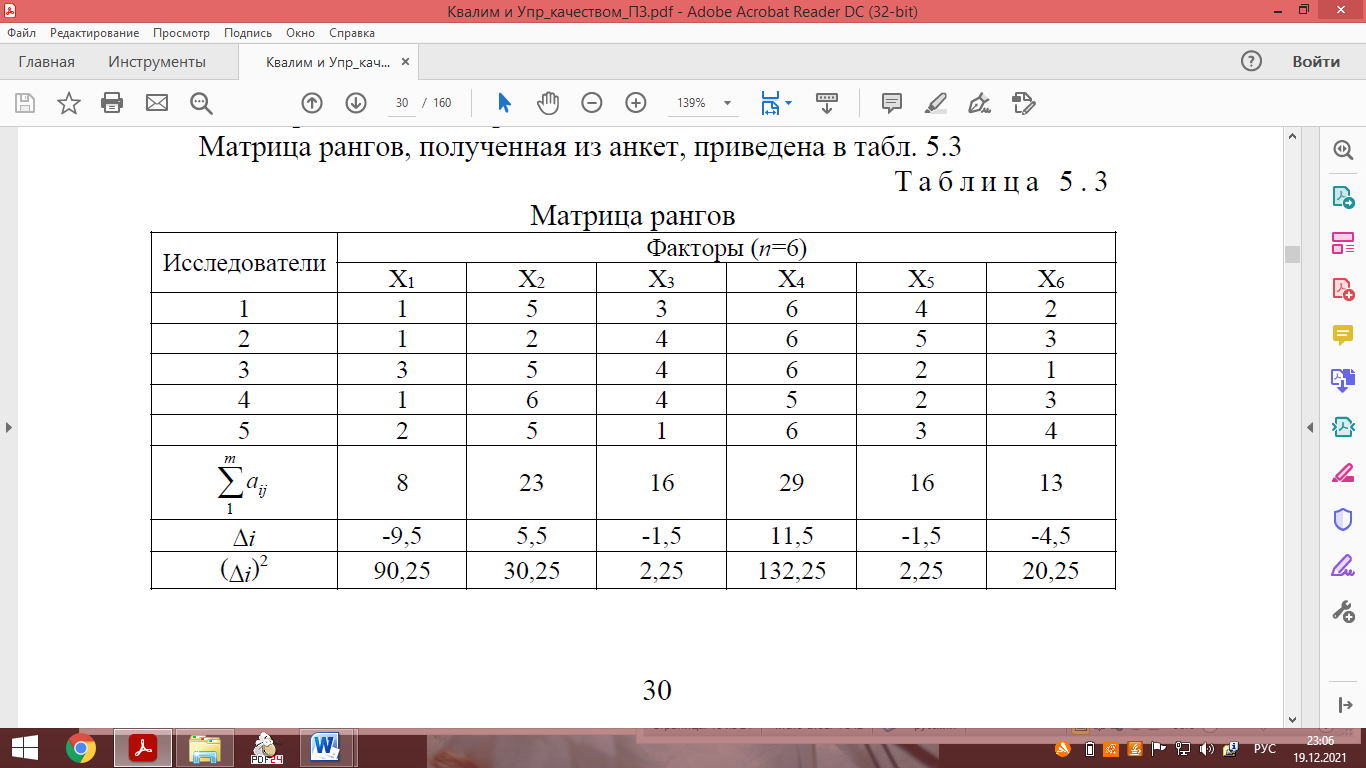 Квалим и Упр_качеством_ПЗ.pdf - Adobe Acrobat Reader DC (32-bit)
Файл Редактирование Просмотр Подпись Окно Справка
Главная Инструменты Квалим и Упр_кач... × Войти
30 / 160 139%
Матрица рангов, полученная из анкет, приведена в табл. 5.3
Таблица 5.3
Матрица рангов
Исследователи Факторы (n=6)
X₁ X₂ X₃ X₄ X₅ X₆
1 1 5 3 6 4 2
2 1 2 4 6 5 3
3 3 5 4 6 2 1
4 1 6 4 5 2 3
5 2 5 1 6 3 4
m∑1 aij 8 23 16 29 16 13
Δi -9,5 5,5 -1,5 11,5 -1,5 -4,5
(Δi)² 90,25 30,25 2,25 132,25 2,25 20,25
30
PDF24
РУС
23:06
19.12.2021